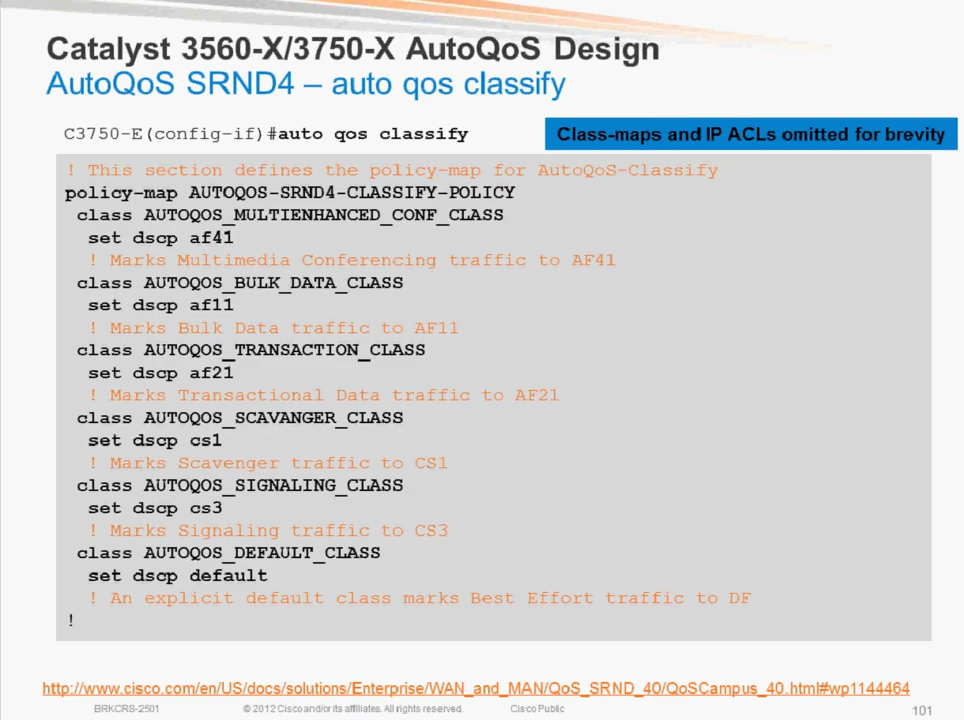 Catalyst 3560-X/3750-X AutoQoS Design
AutoQoS SRND4 – auto qos classify
C3750-E(config-if)#auto qos classify
Class-maps and IP ACLs omitted for brevity
! This section defines the policy-map for AutoQoS-Classify
policy-map AUTOQOS-SRND4-CLASSIFY-POLICY
class AUTOQOS_MULTIENHANCED_CONF_CLASS
set dscp af41
! Marks Multimedia Conferencing traffic to AF41
class AUTOQOS_BULK_DATA_CLASS
set dscp af11
! Marks Bulk Data traffic to AF11
class AUTOQOS_TRANSACTION_CLASS
set dscp af21
! Marks Transactional Data traffic to AF21
class AUTOQOS_SCAVANGER_CLASS
set dscp cs1
! Marks Scavenger traffic to CS1
class AUTOQOS_SIGNALING_CLASS
set dscp cs3
! Marks Signaling traffic to CS3
class AUTOQOS_DEFAULT_CLASS
set dscp default
! An explicit default class marks Best Effort traffic to DF
!
http://www.cisco.com/en/US/docs/solutions/Enterprise/WAN_and_MAN/QoS_SRND_40/QoSCampus_40.html#wp1144464
BRKCRS-2501 © 2012 Cisco and/or its affiliates. All rights reserved. Cisco Public 101